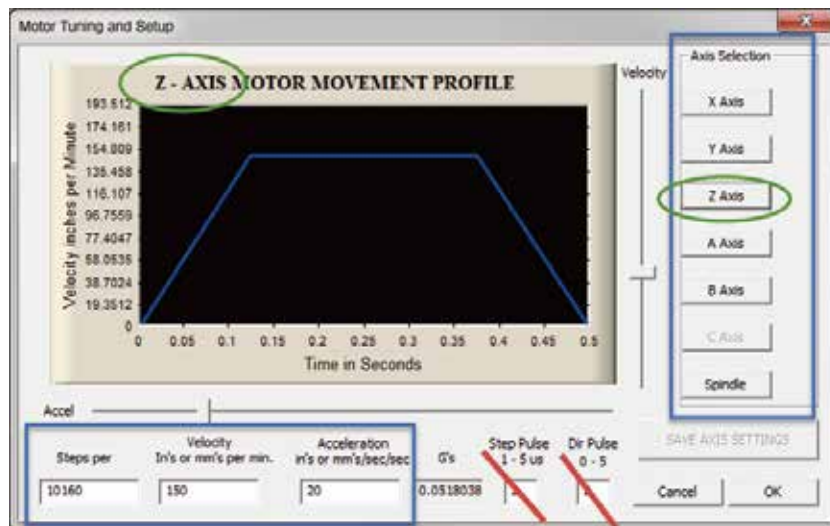 Motor Tuning and Setup
Z - AXIS MOTOR MOVEMENT PROFILE
Velocity inches per Minute
193.512
174.161
154.809
135.458
116.107
96.7559
77.4047
58.0535
38.7024
19.3512
0
0 0.05 0.1 0.15 0.2 0.25 0.3 0.35 0.4 0.45 0.5
Time in Seconds
Velocity
Axis Selection
X Axis
Y Axis
Z Axis
A Axis
B Axis
C Axis
Spindle
Accel
Steps per
10160
Velocity
In's or mm's per min.
150
Acceleration
in's or mm's/sec/sec
20
G's
0.0518038
Step Pulse
1 - 5 us
Dir Pulse
0 - 5
SAVE AXIS SETTINGS
Cancel
OK